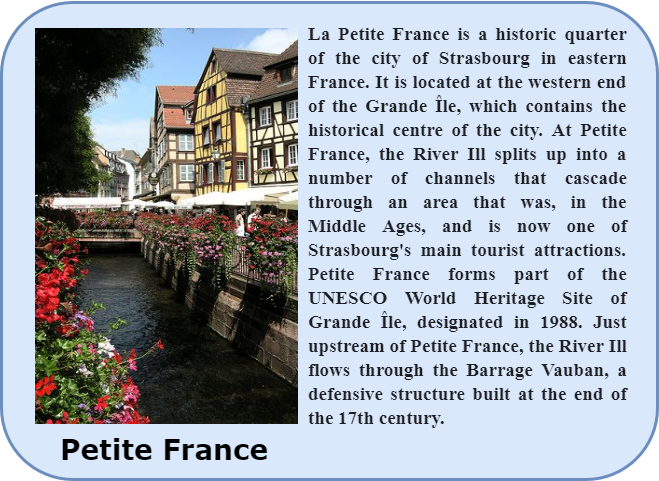 La Petite France is a historic quarter
of the city of Strasbourg in eastern
France. It is located at the western end
of the Grande Île, which contains the
historical centre of the city. At Petite
France, the River Ill splits up into a
number of channels that cascade
through an area that was, in the
Middle Ages, and is now one of
Strasbourg's main tourist attractions.
Petite France forms part of the
UNESCO World Heritage Site of
Grande Île, designated in 1988. Just
upstream of Petite France, the River Ill
flows through the Barrage Vauban, a
defensive structure built at the end of
the 17th century.
Petite France